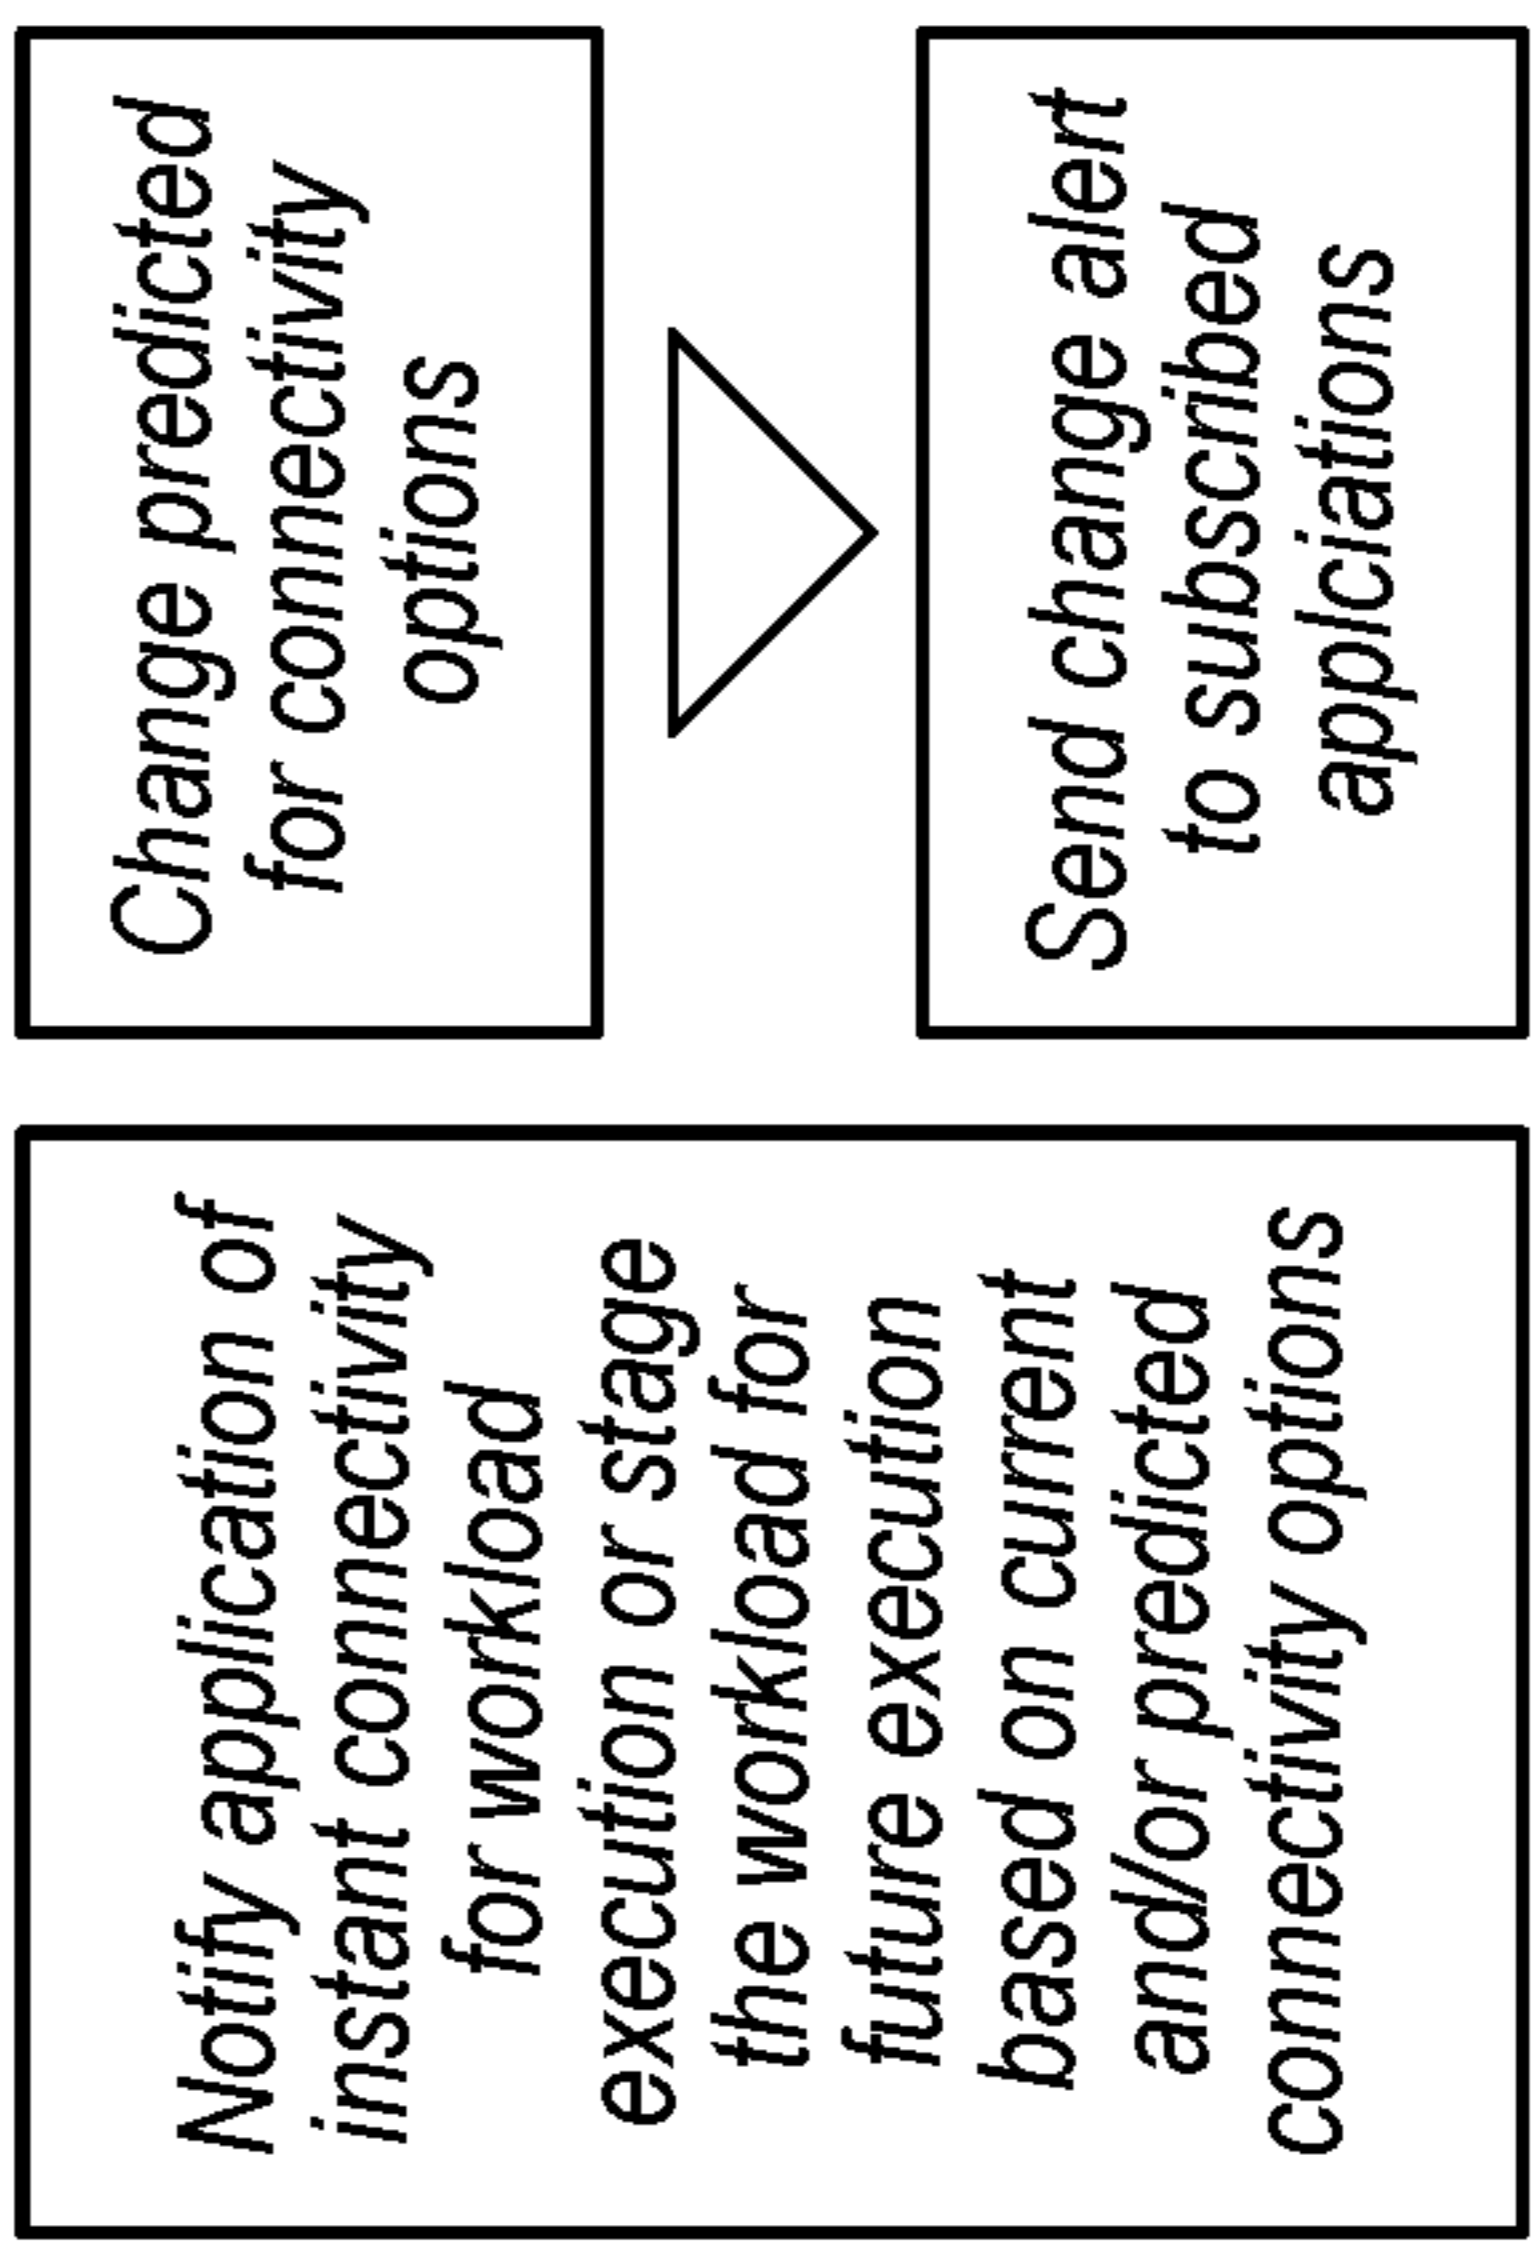 Notify application of
instant connectivity
for workload
execution or stage
the workload for
future execution
based on current
and/or predicted
connectivity options
Change predicted
for connectivity
options
Send change alert
to subscribed
applciations